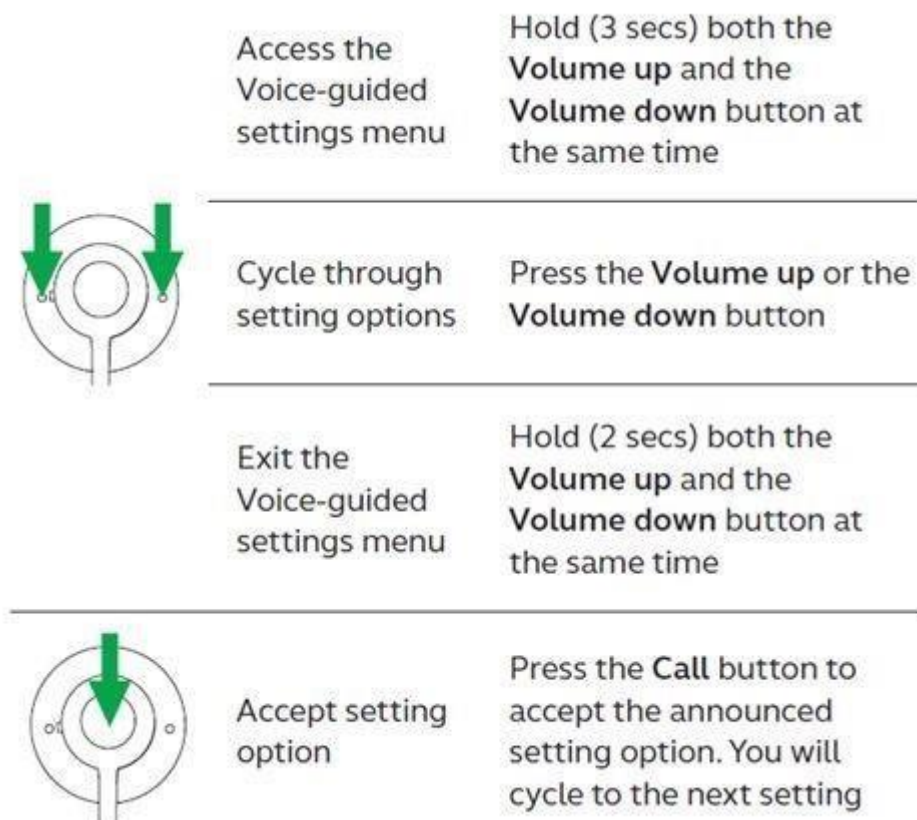 Access the
Voice-guided
settings menu
Hold (3 secs) both the
Volume up and the
Volume down button at
the same time
Cycle through
setting options
Press the Volume up or the
Volume down button
Exit the
Voice-guided
settings menu
Hold (2 secs) both the
Volume up and the
Volume down button at
the same time
Accept setting
option
Press the Call button to
accept the announced
setting option. You will
cycle to the next setting